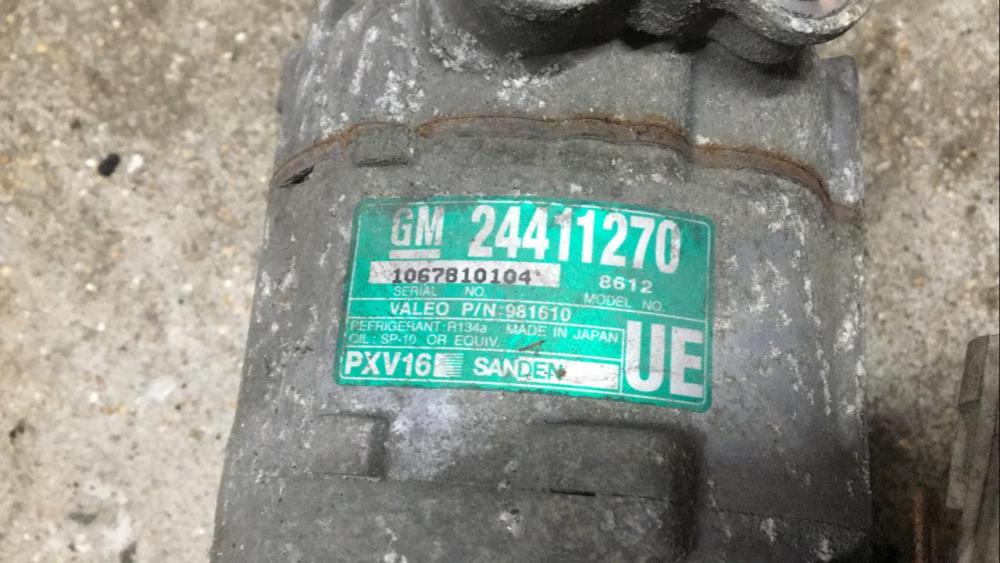 GM 24411270
1067810104*
8612
SERIAL NO.
MODEL NO.
VALEO P/N:981610
REFRIGERANT:R134a MADE IN JAPAN
OIL: SP-10 OR EQUIV.
UE
PXV16 SANDEN